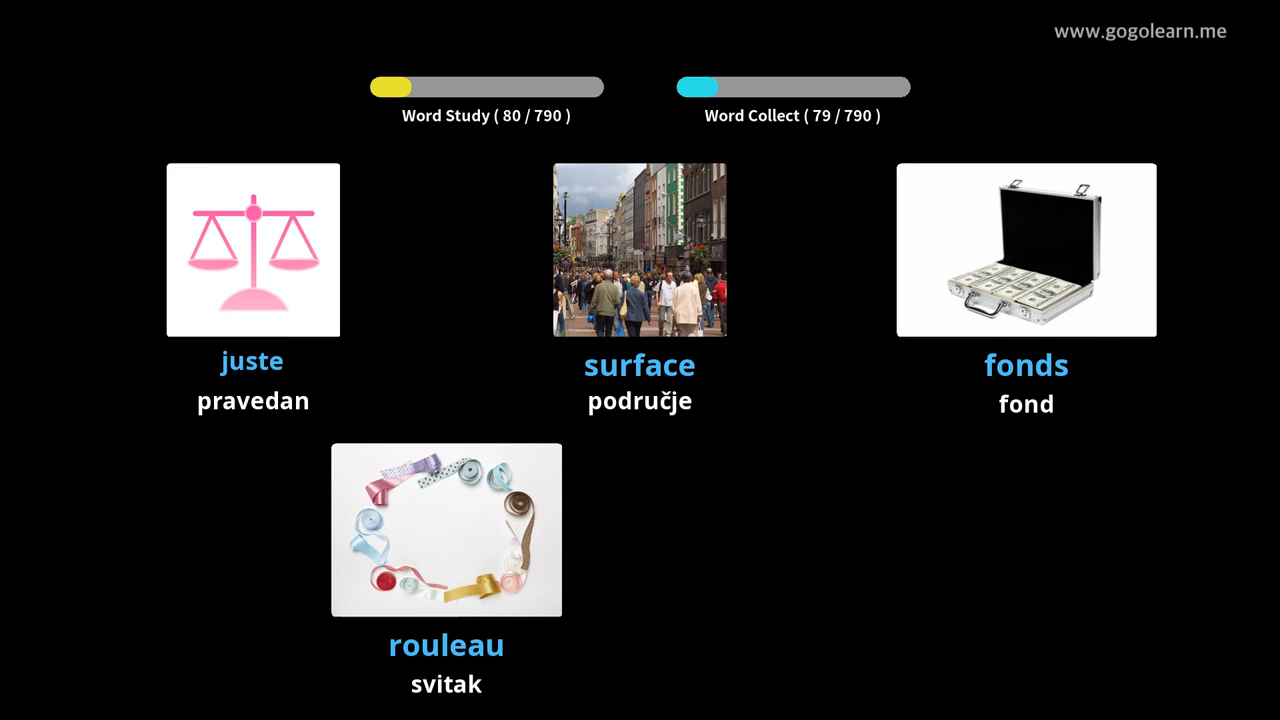 www.gogolearn.me
Word Study ( 80 / 790 )
Word Collect ( 79 / 790 )
juste
pravedan
surface
područje
fonds
fond
rouleau
svitak